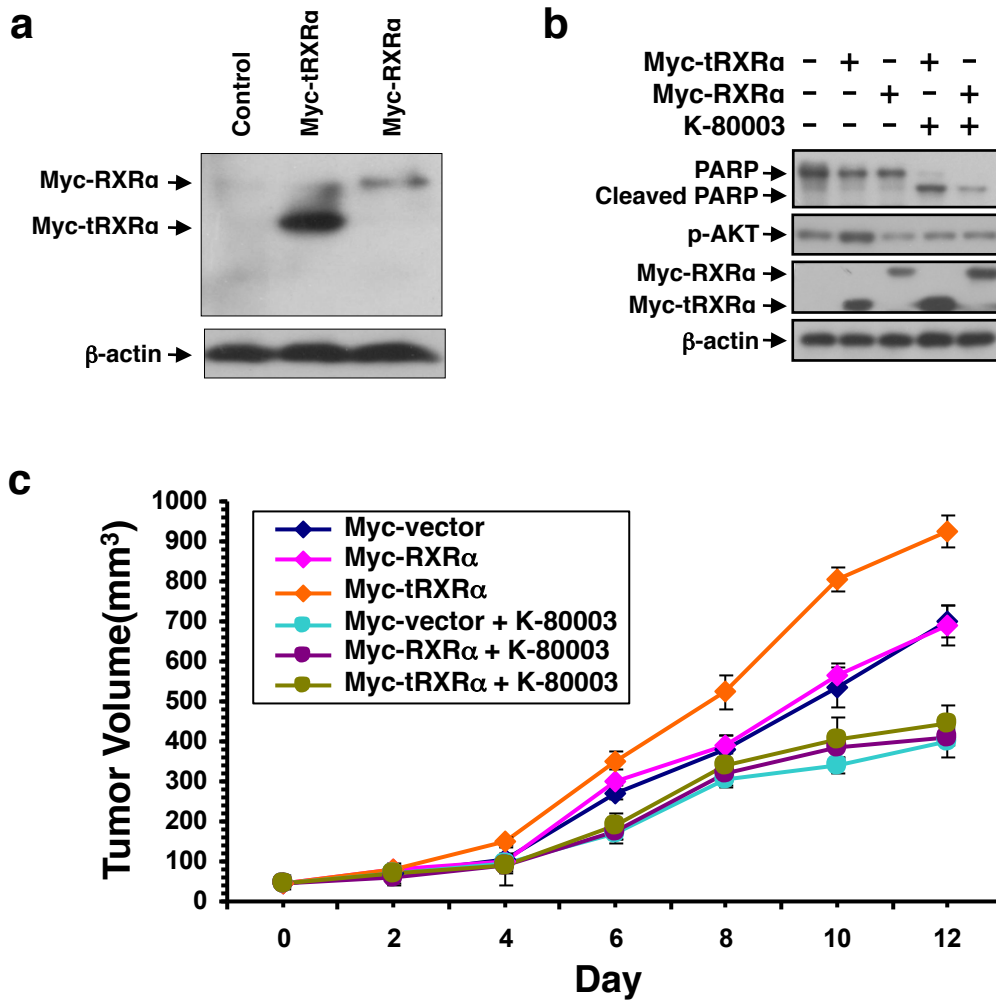 a
Control
Myc-tRXRα
Myc-RXRα
Myc-RXRα
Myc-tRXRα
β-actin
b
Myc-tRXRα - + - + -
Myc-RXRα - - + - +
K-80003 - - - + +
PARP
Cleaved PARP
p-AKT
Myc-RXRα
Myc-tRXRα
β-actin
c
Tumor Volume(mm³)
1000
900
800
700
600
500
400
300
200
100
0
Myc-vector
Myc-RXRα
Myc-tRXRα
Myc-vector + K-80003
Myc-RXRα + K-80003
Myc-tRXRα + K-80003
0 2 4 6 8 10 12
Day